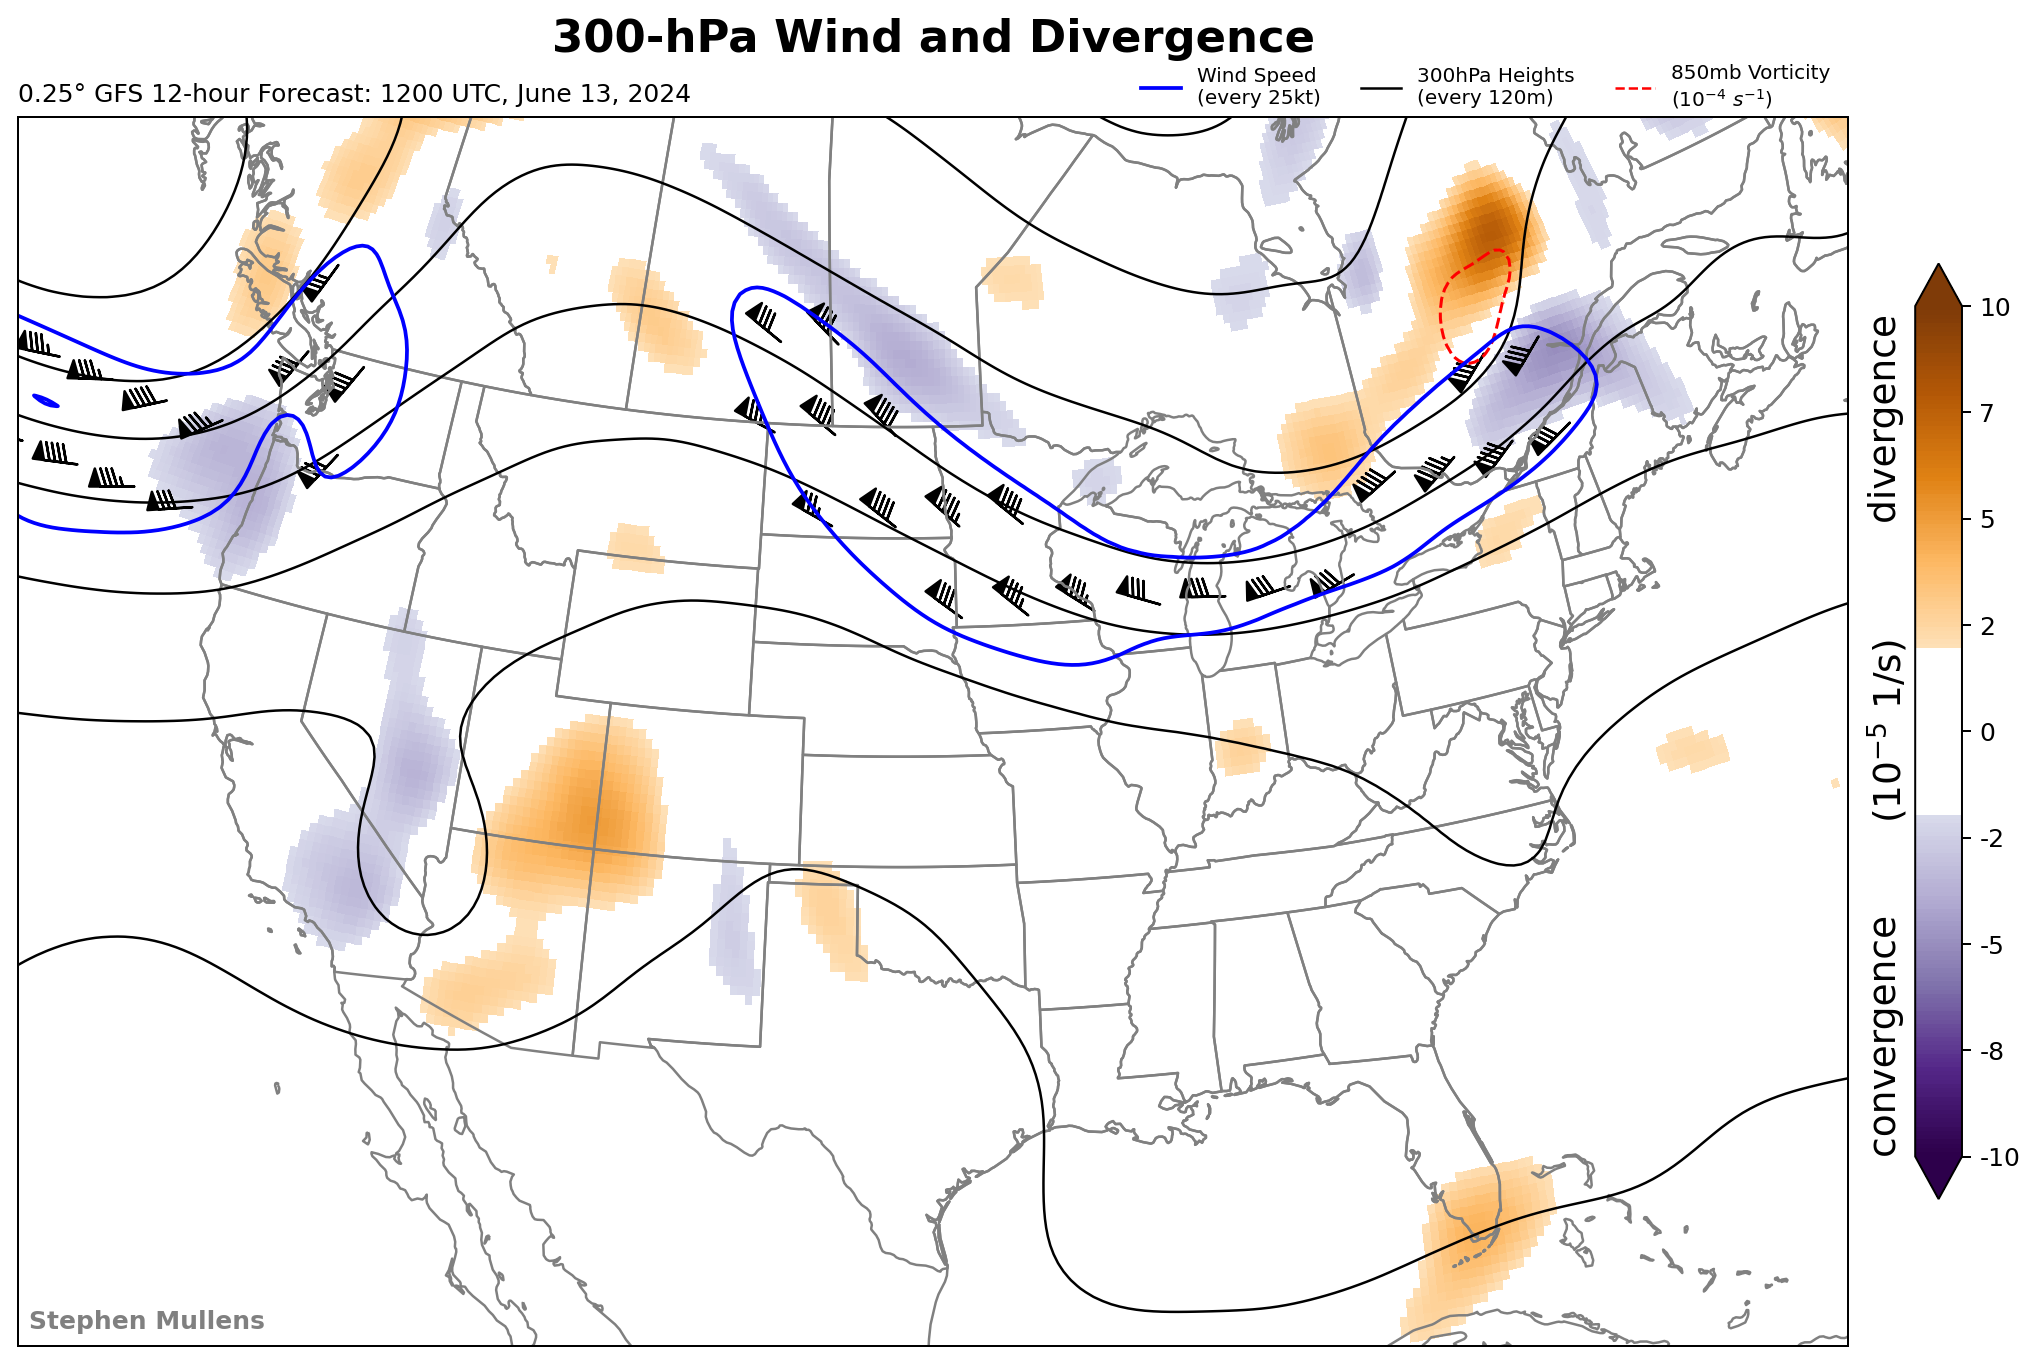 300-hPa Wind and Divergence
0.25° GFS 12-hour Forecast: 1200 UTC, June 13, 2024
Wind Speed
(every 25kt)
300hPa Heights
(every 120m)
850mb Vorticity
(10⁻⁴ s⁻¹)
10
7
5
2
0
-2
-5
-8
-10
convergence (10⁻⁵ 1/s) divergence
Stephen Mullens